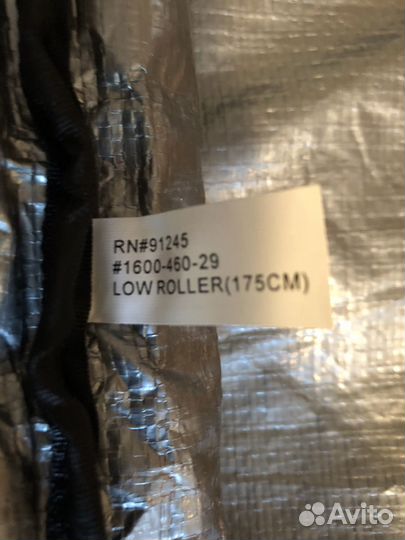 RN#91245
#1600-460-29
LOW ROLLER(175CM)
Avito